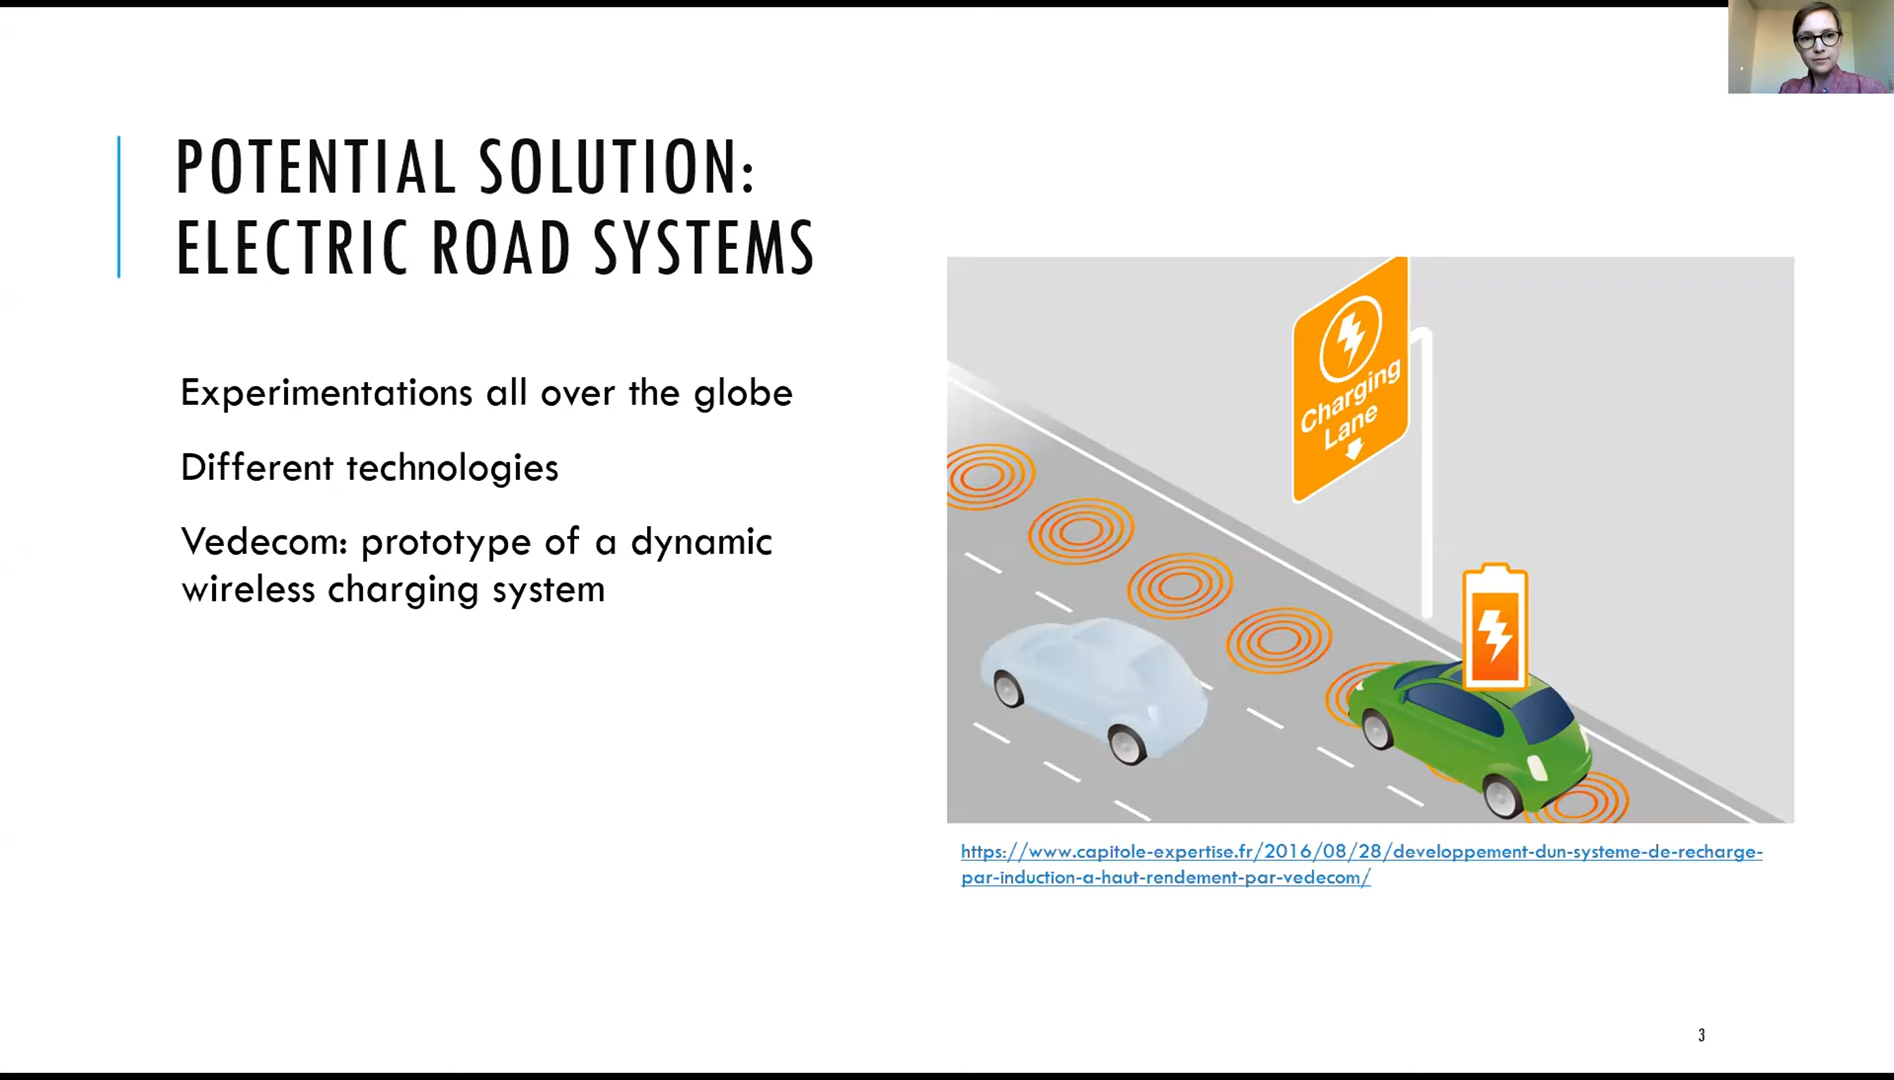 POTENTIAL SOLUTION:
ELECTRIC ROAD SYSTEMS
Experimentations all over the globe
Different technologies
Vedecom: prototype of a dynamic
wireless charging system
Charging
Lane
https://www.capitole-expertise.fr/2016/08/28/developpement-dun-systeme-de-recharge-
par-induction-a-haut-rendement-par-vedecom/
3